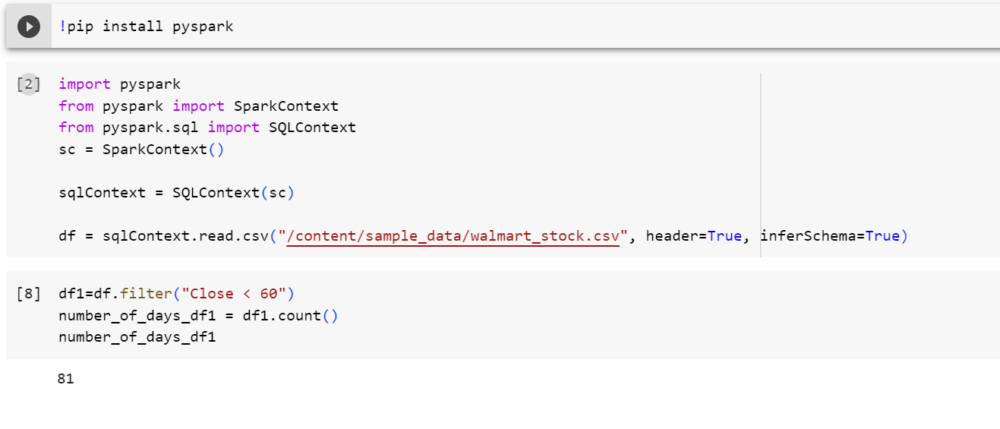 !pip install pyspark
[2]
import pyspark
from pyspark import SparkContext
from pyspark.sql import SQLContext
sc = SparkContext()
sqlContext = SQLContext(sc)
df = sqlContext.read.csv("/content/sample_data/walmart_stock.csv", header=True, inferSchema=True)
[8]
df1=df.filter("Close < 60")
number_of_days_df1 = df1.count()
number_of_days_df1
81